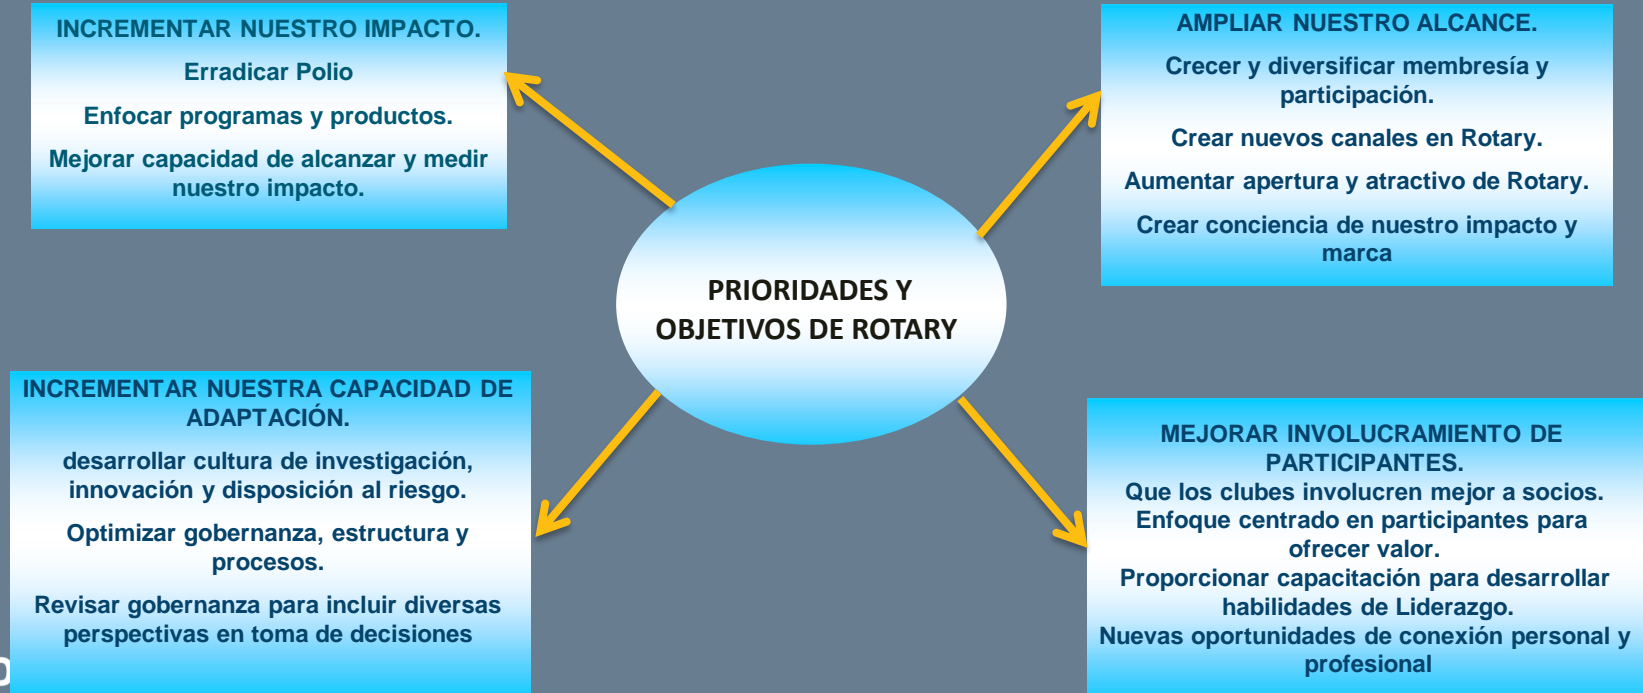 INCREMENTAR NUESTRO IMPACTO.
Erradicar Polio
Enfocar programas y productos.
Mejorar capacidad de alcanzar y medir
nuestro impacto.
AMPLIAR NUESTRO ALCANCE.
Crecer y diversificar membresía y
participación.
Crear nuevos canales en Rotary.
Aumentar apertura y atractivo de Rotary.
Crear conciencia de nuestro impacto y
marca
PRIORIDADES Y
OBJETIVOS DE ROTARY
INCREMENTAR NUESTRA CAPACIDAD DE
ADAPTACIÓN.
desarrollar cultura de investigación,
innovación y disposición al riesgo.
Optimizar gobernanza, estructura y
procesos.
Revisar gobernanza para incluir diversas
perspectivas en toma de decisiones
MEJORAR INVOLUCRAMIENTO DE
PARTICIPANTES.
Que los clubes involucren mejor a socios.
Enfoque centrado en participantes para
ofrecer valor.
Proporcionar capacitación para desarrollar
habilidades de Liderazgo.
Nuevas oportunidades de conexión personal y
profesional